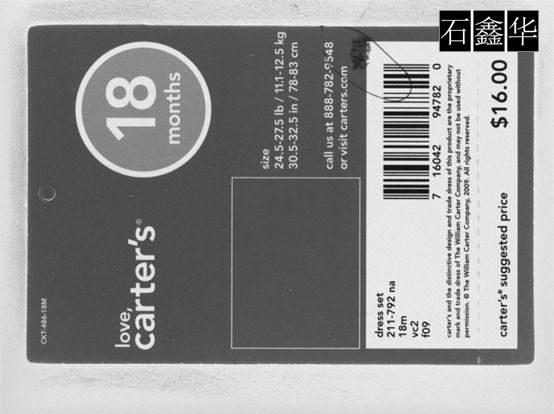 石鑫华
18
months
size
24.5-27.5 lb / 11.1-12.5 kg
30.5-32.5 in / 78-83 cm
call us at 888-782-9548
or visit carters.com
CKT-486-18M
love,
carter's®
dress set
211-792 na
18m
vc2
f09
7 16042 94782 0
carter's and the distinctive design and trade dress of this product are the proprietary
mark and trade dress of The William Carter Company, and may not be used without
permission. © The William Carter Company, 2009. All rights reserved.
carter's® suggested price
$16.00